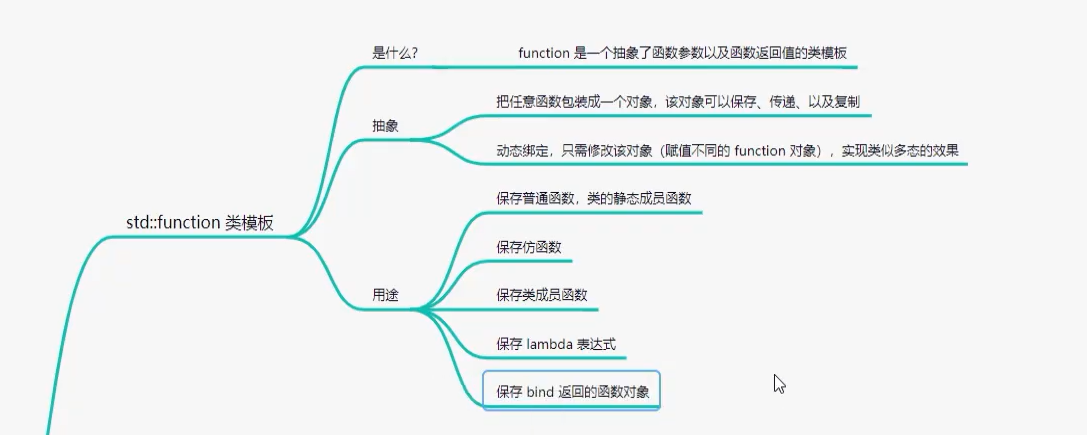 是什么？
function 是一个抽象了函数参数以及函数返回值的类模板
把任意函数包装成一个对象，该对象可以保存、传递、以及复制
抽象
动态绑定，只需修改该对象（赋值不同的 function 对象），实现类似多态的效果
保存普通函数，类的静态成员函数
std::function 类模板
保存仿函数
用途
保存类成员函数
保存 lambda 表达式
保存 bind 返回的函数对象